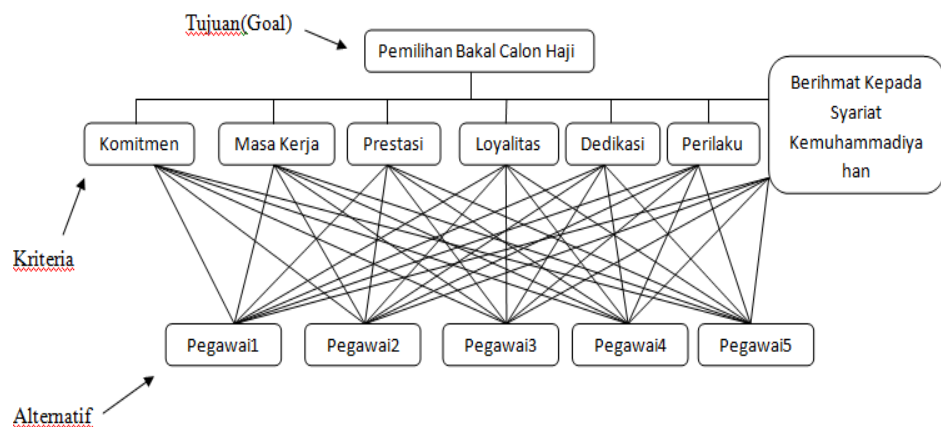 Tujuan(Goal)
Pemilihan Bakal Calon Haji
Berihmat Kepada
Syariat
Kemuhammadiya
han
Komitmen
Masa Kerja
Prestasi
Loyalitas
Dedikasi
Perilaku
Kriteria
Pegawai1
Pegawai2
Pegawai3
Pegawai4
Pegawai5
Alternatif